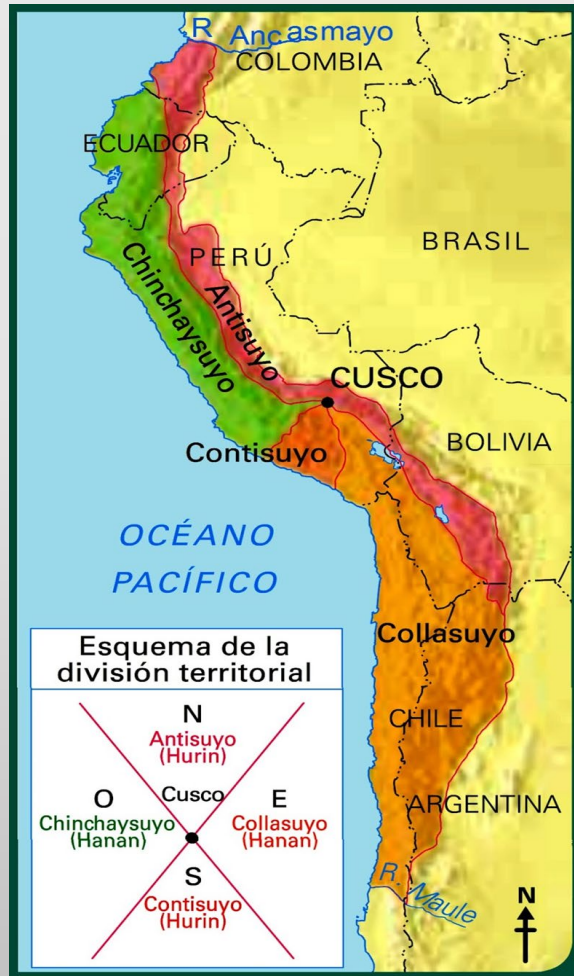 R Ancasmayo
COLOMBIA
ECUADOR
BRASIL
PERÚ
Chinchaysuyo
Antisuyo
CUSCO
BOLIVIA
Contisuyo
OCÉANO
PACÍFICO
Collasuyo
CHILE
ARGENTINA
R. Maule
N
Esquema de la
división territorial
N
Antisuyo
(Hurin)
Cusco
O
Chinchaysuyo
(Hanan)
E
Collasuyo
(Hanan)
S
Contisuyo
(Hurin)